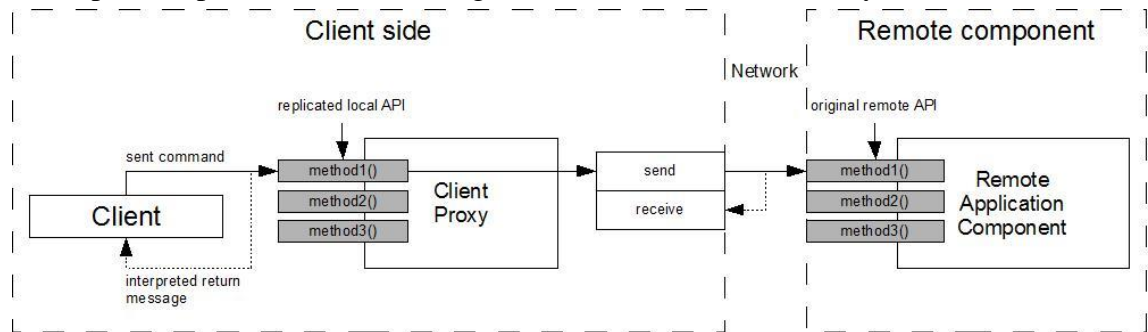 Client side
Remote component
Network
replicated local API
original remote API
sent command
method1()
send
method1()
Client
Proxy
method2()
receive
method2()
Remote
Application
Component
Client
method3()
method3()
interpreted return
message